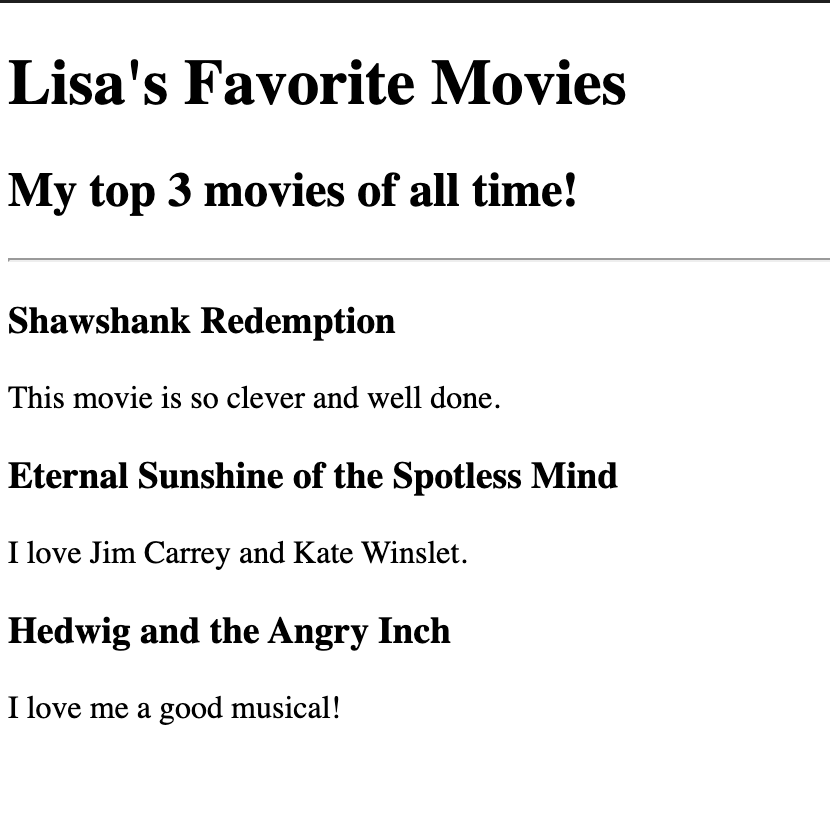 Lisa's Favorite Movies
My top 3 movies of all time!
Shawshank Redemption
This movie is so clever and well done.
Eternal Sunshine of the Spotless Mind
I love Jim Carrey and Kate Winslet.
Hedwig and the Angry Inch
I love me a good musical!